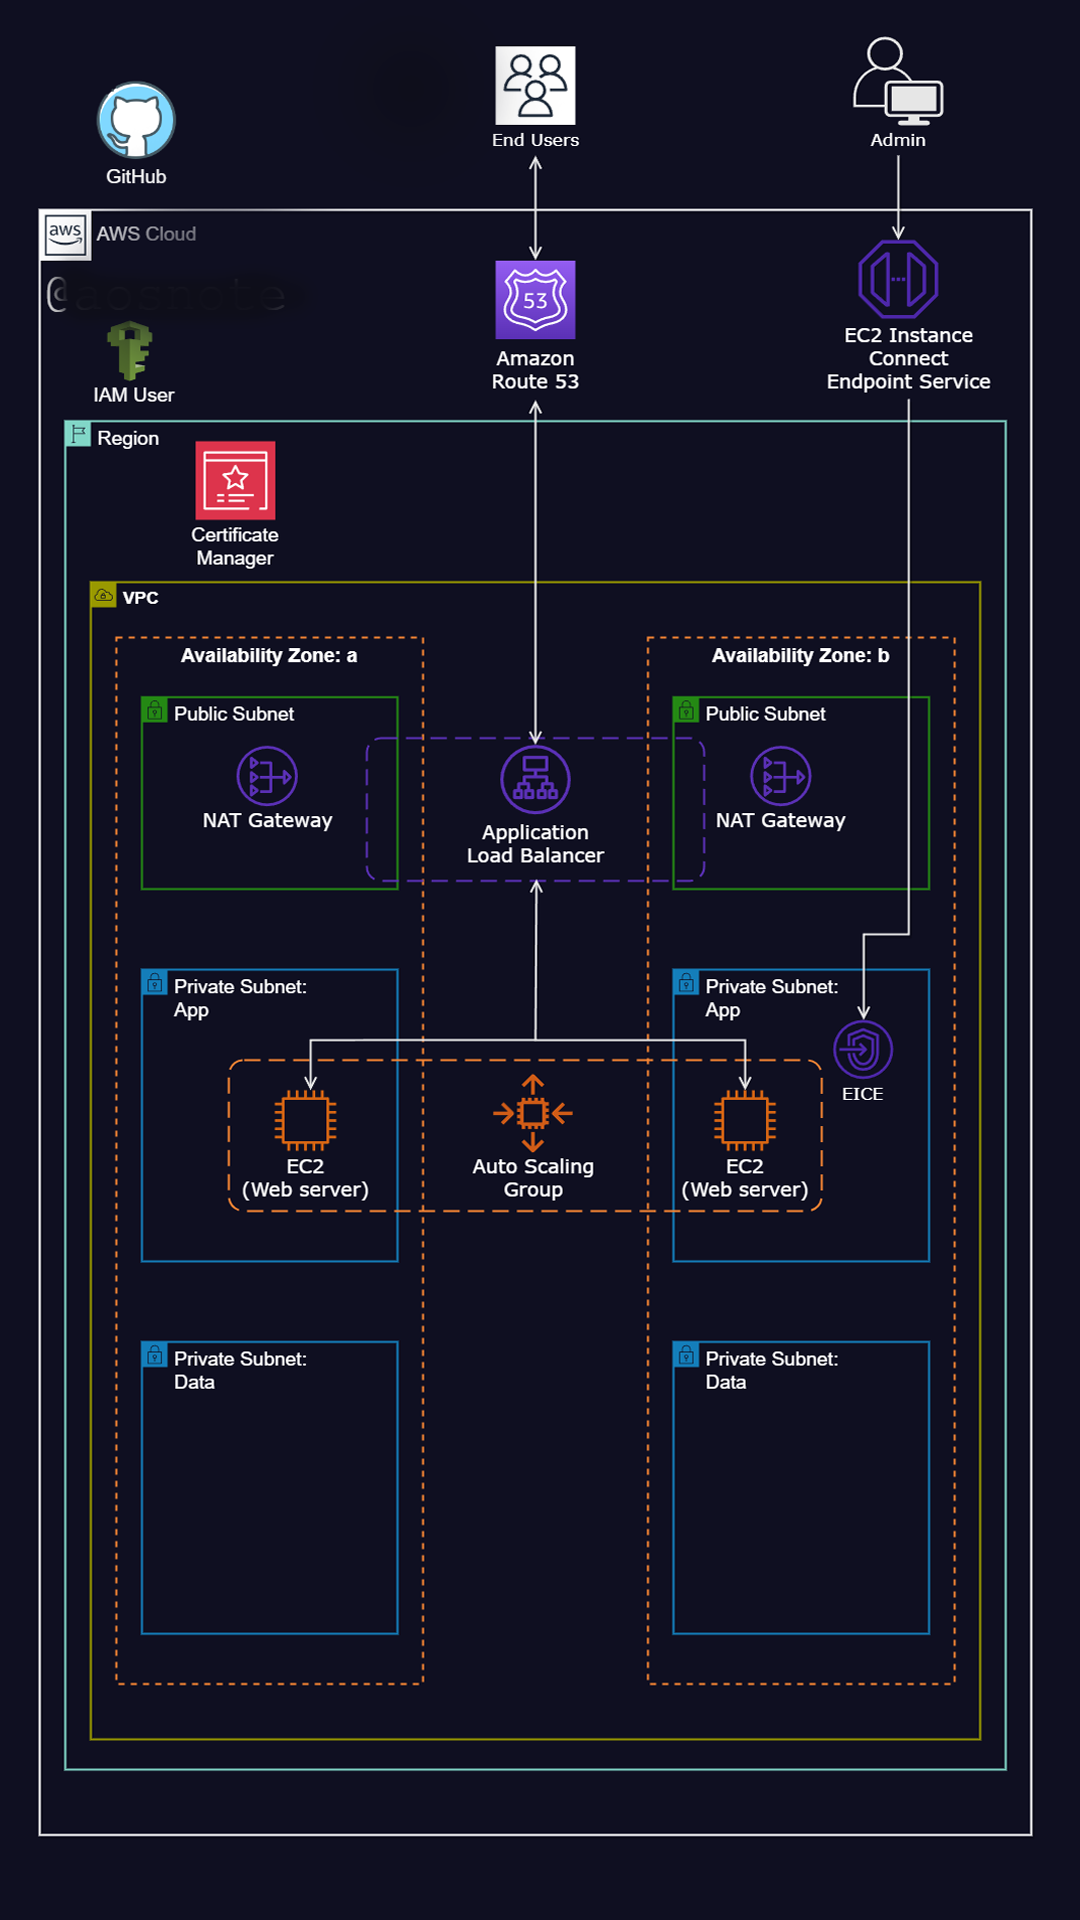 End Users
Admin
GitHub
aws
AWS Cloud
@aosnote
53
IAM User
Amazon
Route 53
EC2 Instance
Connect
Endpoint Service
Region
Certificate
Manager
VPC
Availability Zone: a
Availability Zone: b
Public Subnet
Public Subnet
NAT Gateway
NAT Gateway
Application
Load Balancer
Private Subnet:
App
Private Subnet:
App
EICE
EC2
(Web server)
Auto Scaling
Group
EC2
(Web server)
Private Subnet:
Data
Private Subnet:
Data